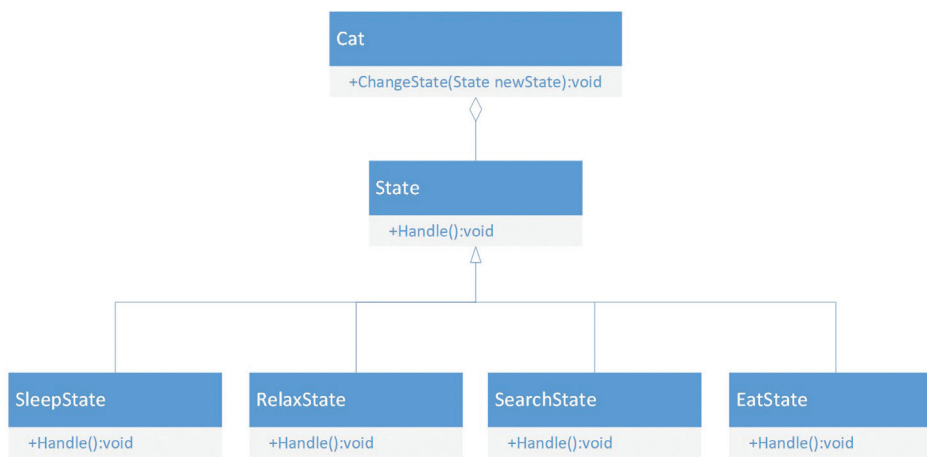 Cat
+ChangeState(State newState):void
State
+Handle():void
SleepState
+Handle():void
RelaxState
+Handle():void
SearchState
+Handle():void
EatState
+Handle():void